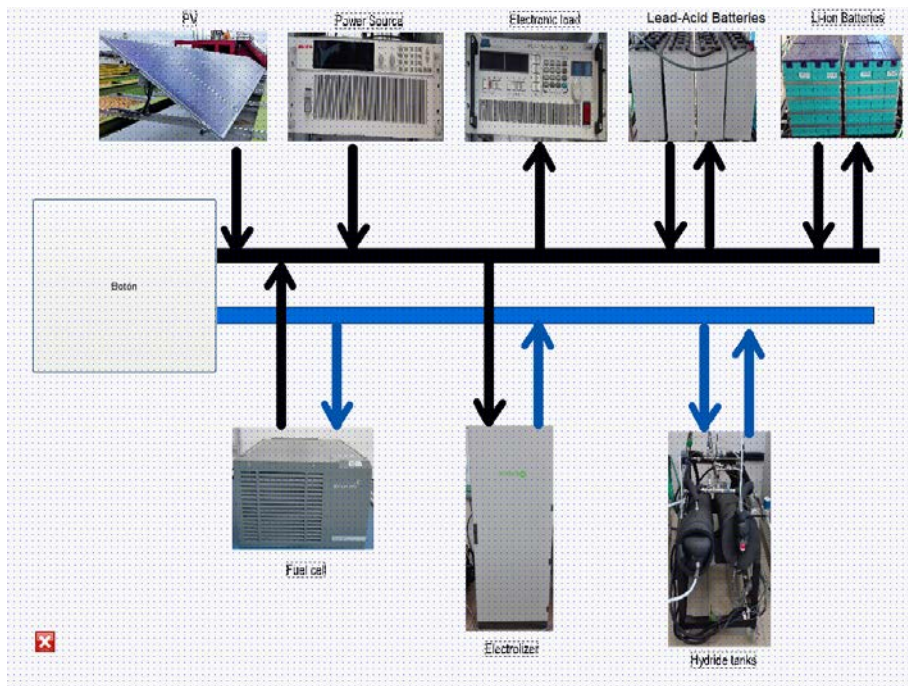 PV
Power Source
Electronic load
Lead-Acid Batteries
Li-ion Batteries
Botón
Fuel cell
Electrolizer
Hydride tanks